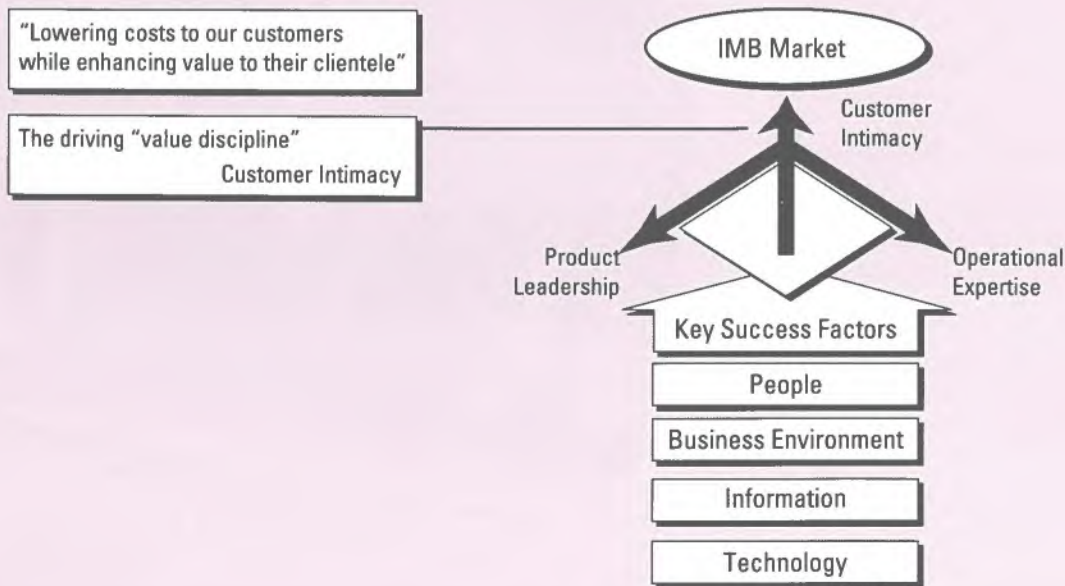 “Lowering costs to our customers
while enhancing value to their clientele”
The driving “value discipline”
Customer Intimacy
IMB Market
Customer
Intimacy
Product
Leadership
Operational
Expertise
Key Success Factors
People
Business Environment
Information
Technology